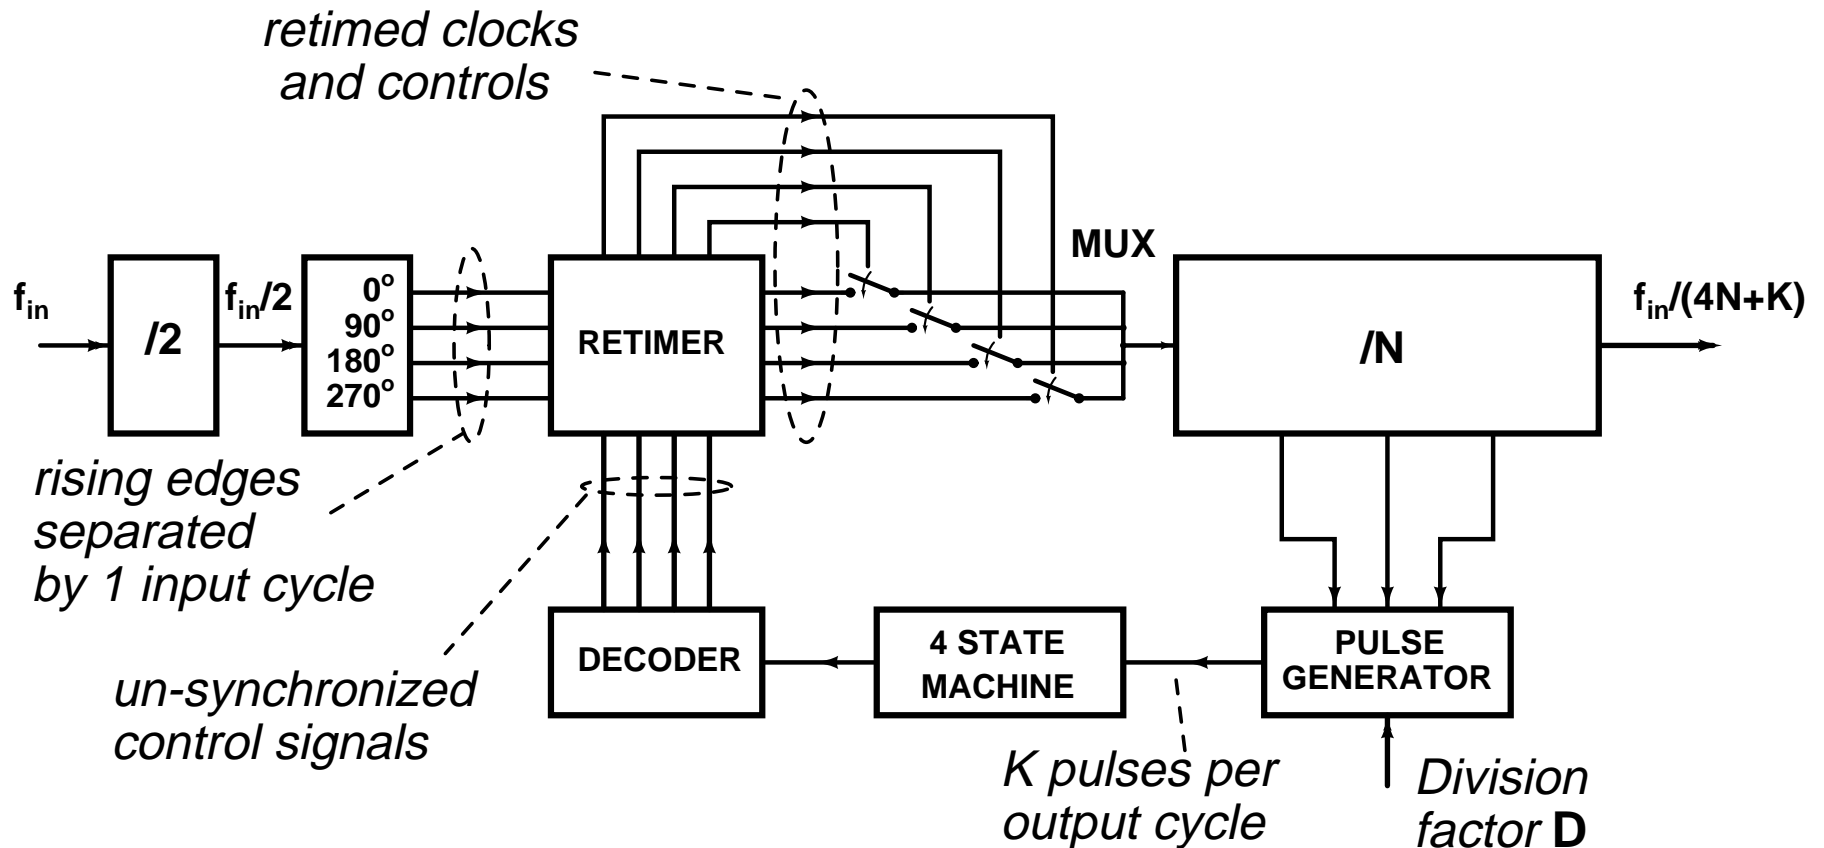 retimed clocks
and controls
MUX
f_in
/2
f_in/2
0°
90°
180°
270°
RETIMER
/N
f_in/(4N+K)
rising edges
separated
by 1 input cycle
un-synchronized
control signals
DECODER
4 STATE
MACHINE
PULSE
GENERATOR
K pulses per
output cycle
Division
factor D